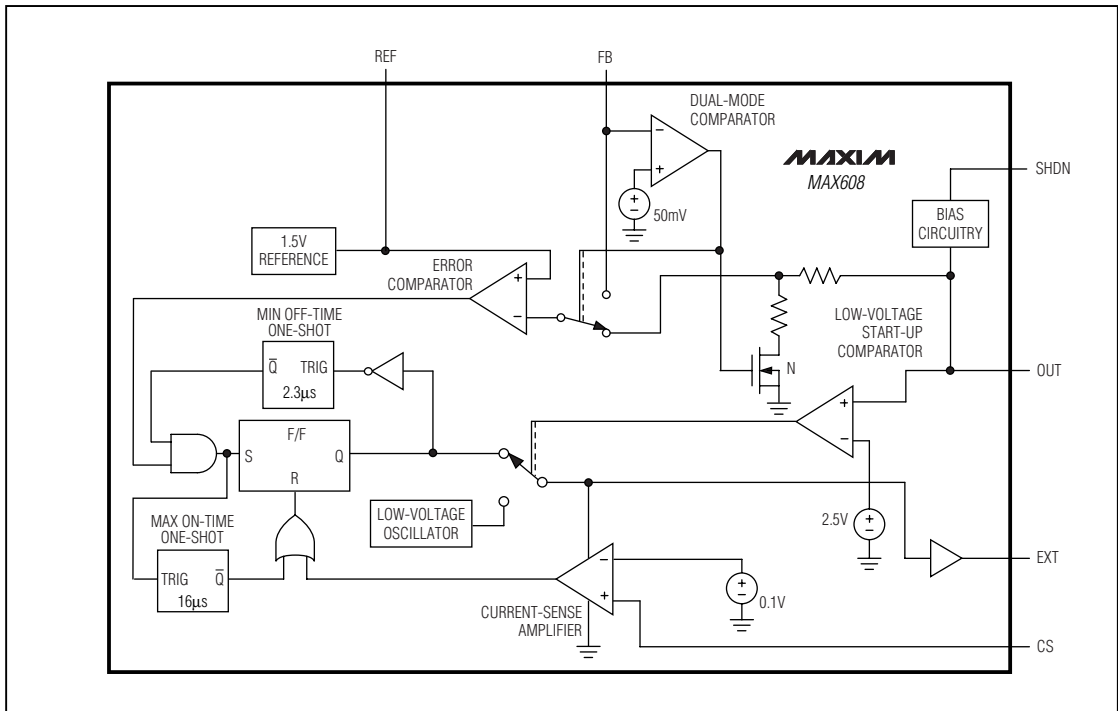 REF
FB
DUAL-MODE
COMPARATOR
−
+
+
−
50mV
MAXIM
MAX608
SHDN
BIAS
CIRCUITRY
1.5V
REFERENCE
ERROR
COMPARATOR
+
−
MIN OFF-TIME
ONE-SHOT
Q̅ TRIG
2.3µs
LOW-VOLTAGE
START-UP
COMPARATOR
N
OUT
+
−
F/F
S Q
R
LOW-VOLTAGE
OSCILLATOR
2.5V
+
−
MAX ON-TIME
ONE-SHOT
TRIG Q̅
16µs
−
+
CURRENT-SENSE
AMPLIFIER
+
−
0.1V
EXT
CS